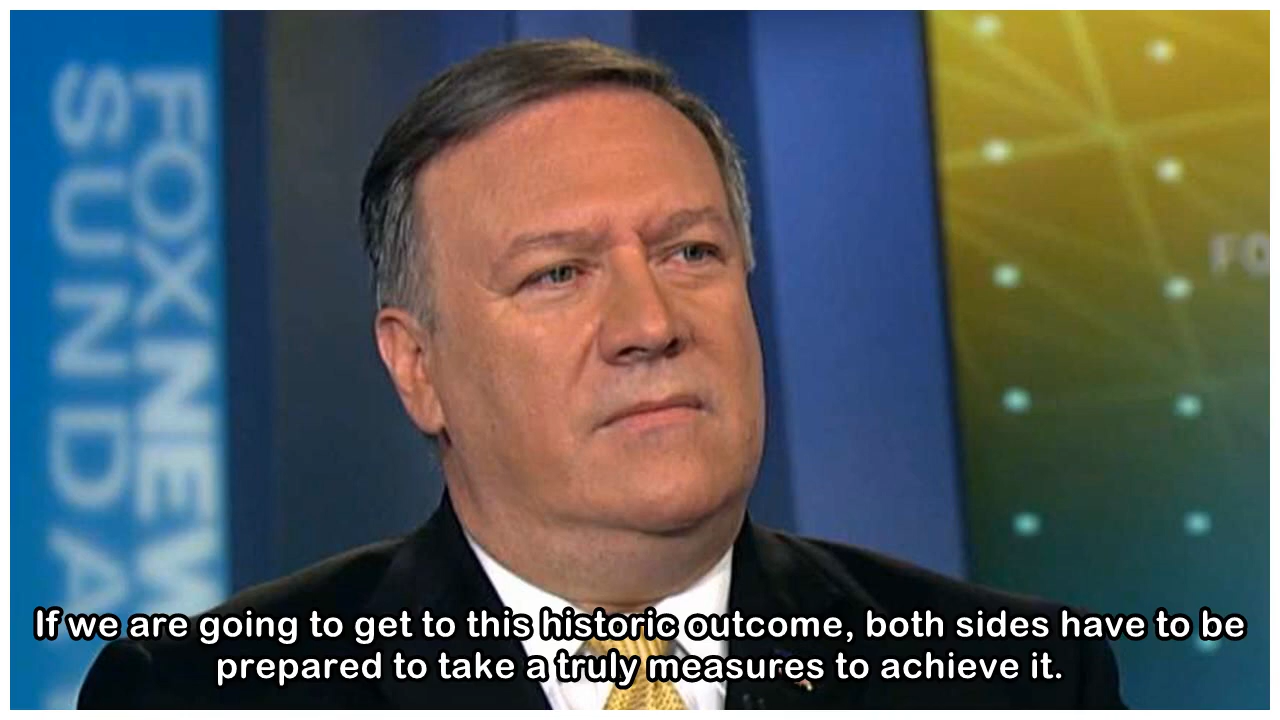 FOX NEW
SUNDA
FO
If we are going to get to this historic outcome, both sides have to be
prepared to take a truly measures to achieve it.